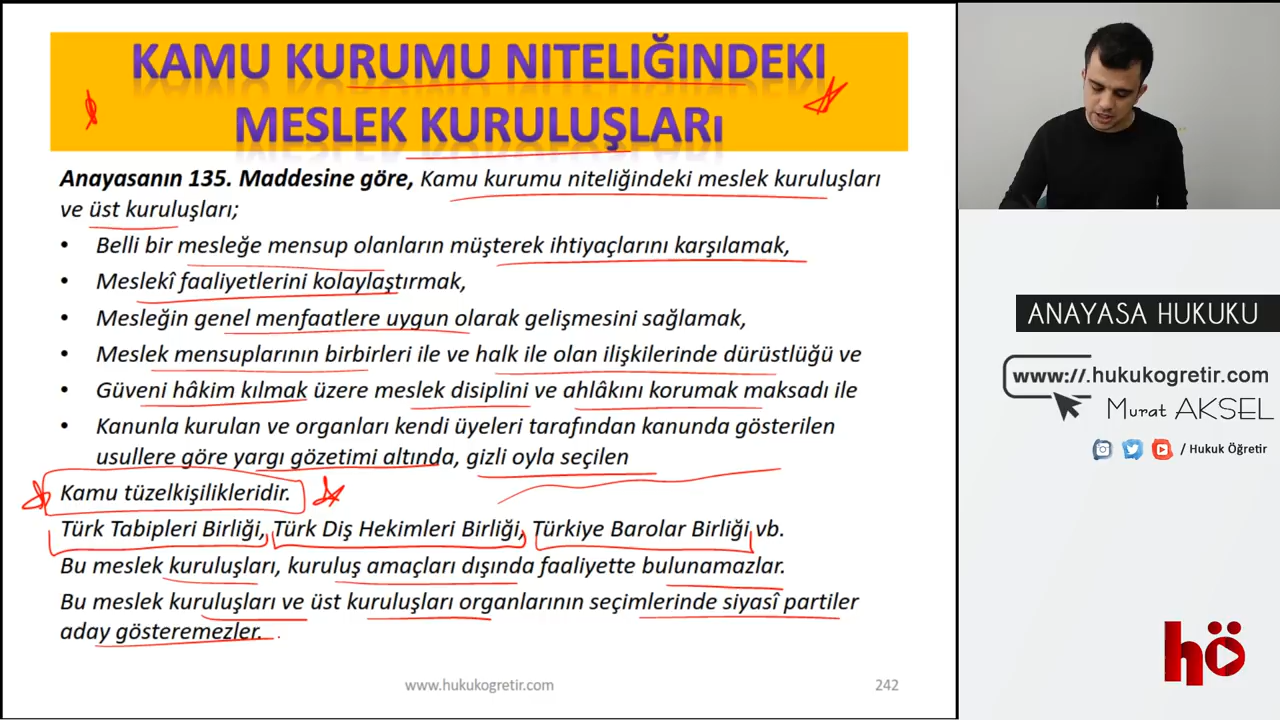 KAMU KURUMU NITELIĞINDEKI
MESLEK KURULUŞLARı
Anayasanın 135. Maddesine göre, Kamu kurumu niteliğindeki meslek kuruluşları
ve üst kuruluşları;
• Belli bir mesleğe mensup olanların müşterek ihtiyaçlarını karşılamak,
• Meslekî faaliyetlerini kolaylaştırmak,
• Mesleğin genel menfaatlere uygun olarak gelişmesini sağlamak,
• Meslek mensuplarının birbirleri ile ve halk ile olan ilişkilerinde dürüstlüğü ve
• Güveni hâkim kılmak üzere meslek disiplini ve ahlâkını korumak maksadı ile
• Kanunla kurulan ve organları kendi üyeleri tarafından kanunda gösterilen
usullere göre yargı gözetimi altında, gizli oyla seçilen
Kamu tüzelkişilikleridir.
Türk Tabipleri Birliği, Türk Diş Hekimleri Birliği, Türkiye Barolar Birliği vb.
Bu meslek kuruluşları, kuruluş amaçları dışında faaliyette bulunamazlar.
Bu meslek kuruluşları ve üst kuruluşları organlarının seçimlerinde siyasî partiler
aday gösteremezler.
www.hukukogretir.com
242
ANAYASA HUKUKU
www://.hukukogretir.com
Murat AKSEL
/ Hukuk Öğretir
hö